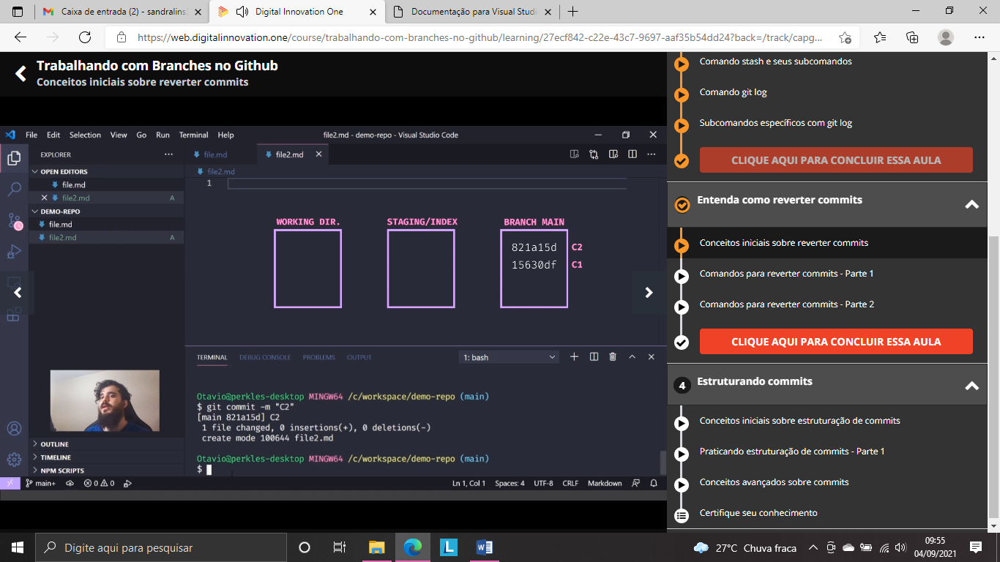 Caixa de entrada (2) - sandralins
Digital Innovation One
Documentação para Visual Studi
https://web.digitalinnovation.one/course/trabalhando-com-branches-no-github/learning/27ecf842-c22e-43c7-9697-aaf35b54dd24?back=/track/capg...
Trabalhando com Branches no Github
Conceitos iniciais sobre reverter commits
File Edit Selection View Go Run Terminal Help
file2.md - demo-repo - Visual Studio Code
EXPLORER
file.md
file2.md
OPEN EDITORS
file.md
file2.md A
DEMO-REPO
file.md
file2.md A
file2.md
1
WORKING DIR. STAGING/INDEX BRANCH MAIN
821a15d C2
15630df C1
TERMINAL DEBUG CONSOLE PROBLEMS OUTPUT
1: bash
Otavio@perkles-desktop MINGW64 /c/workspace/demo-repo (main)
$ git commit -m "C2"
[main 821a15d] C2
1 file changed, 0 insertions(+), 0 deletions(-)
create mode 100644 file2.md
Otavio@perkles-desktop MINGW64 /c/workspace/demo-repo (main)
$
OUTLINE
TIMELINE
NPM SCRIPTS
main+ 0 0
Ln 1, Col 1 Spaces: 4 UTF-8 CRLF Markdown
Comando stash e seus subcomandos
Comando git log
Subcomandos específicos com git log
CLIQUE AQUI PARA CONCLUIR ESSA AULA
Entenda como reverter commits
Conceitos iniciais sobre reverter commits
Comandos para reverter commits - Parte 1
Comandos para reverter commits - Parte 2
CLIQUE AQUI PARA CONCLUIR ESSA AULA
4 Estruturando commits
Conceitos iniciais sobre estruturação de commits
Praticando estruturação de commits - Parte 1
Conceitos avançados sobre commits
Certifique seu conhecimento
Digite aqui para pesquisar
L
27°C Chuva fraca
09:55
04/09/2021